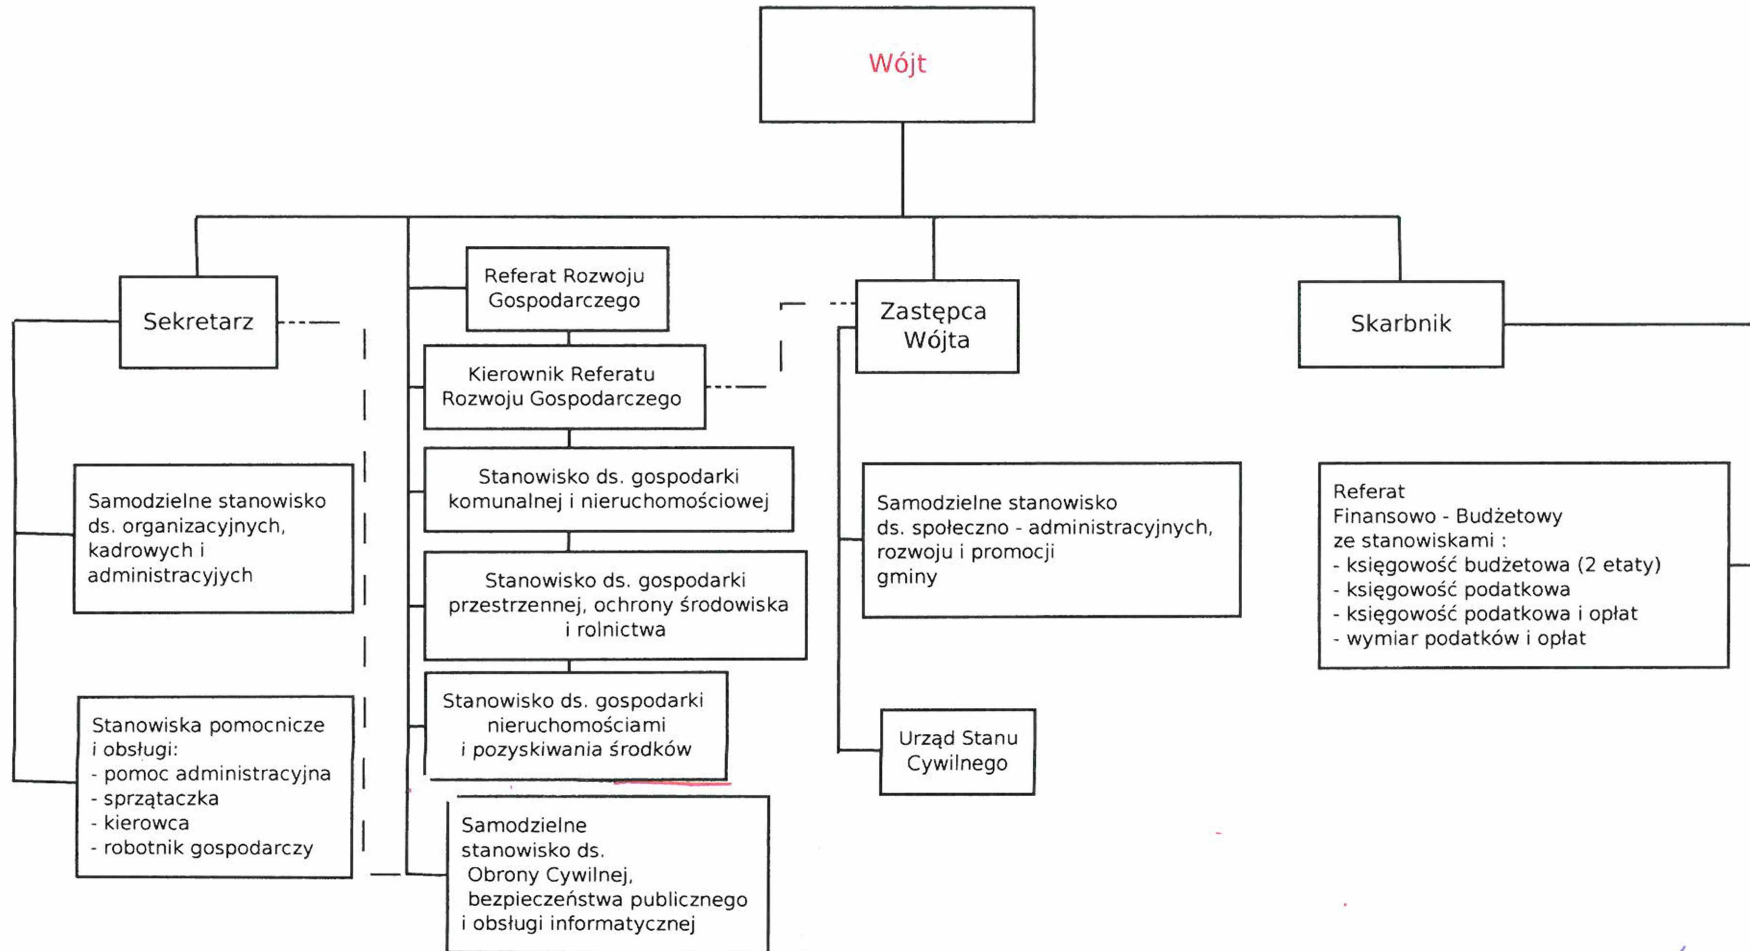 Wójt
Sekretarz
Referat Rozwoju
Gospodarczego
Zastępca
Wójta
Skarbnik
Kierownik Referatu
Rozwoju Gospodarczego
Stanowisko ds. gospodarki
komunalnej i nieruchomościowej
Stanowisko ds. gospodarki
przestrzennej, ochrony środowiska
i rolnictwa
Stanowisko ds. gospodarki
nieruchomościami
i pozyskiwania środków
Samodzielne
stanowisko ds.
Obrony Cywilnej,
bezpieczeństwa publicznego
i obsługi informatycznej
Samodzielne stanowisko
ds. organizacyjnych,
kadrowych i
administracyjych
Stanowiska pomocnicze
i obsługi:
- pomoc administracyjna
- sprzątaczka
- kierowca
- robotnik gospodarczy
Samodzielne stanowisko
ds. społeczno - administracyjnych,
rozwoju i promocji
gminy
Urząd Stanu
Cywilnego
Referat
Finansowo - Budżetowy
ze stanowiskami :
- księgowość budżetowa (2 etaty)
- księgowość podatkowa
- księgowość podatkowa i opłat
- wymiar podatków i opłat